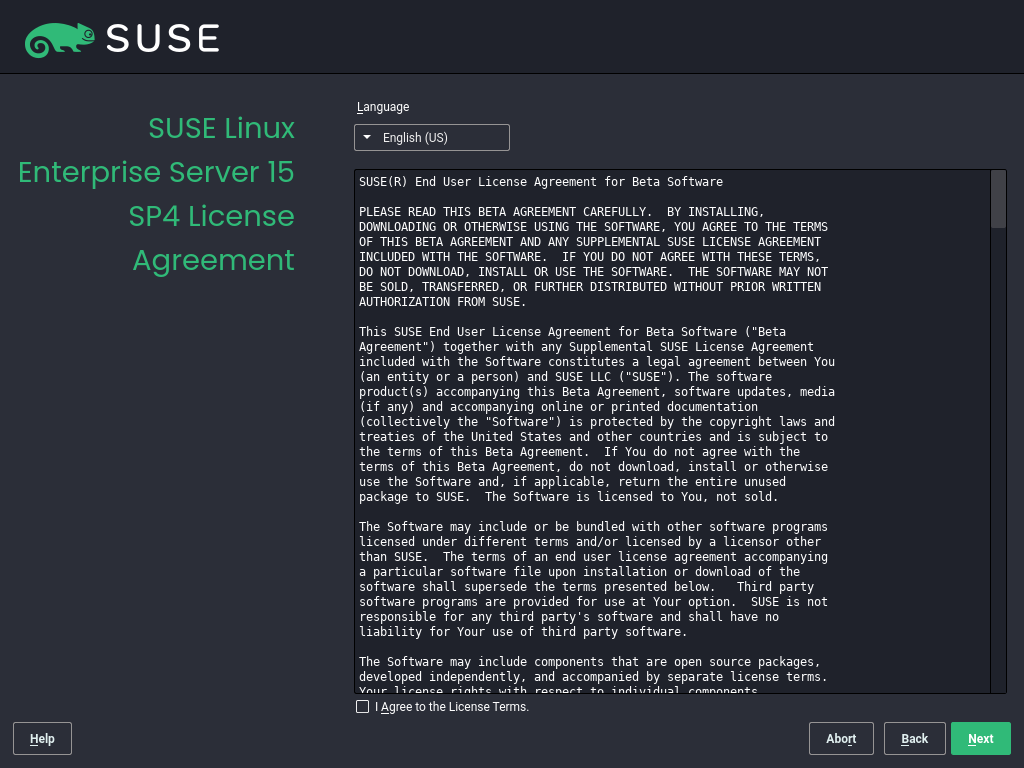 SUSE
SUSE Linux
Enterprise Server 15
SP4 License
Agreement
Language
English (US)
SUSE(R) End User License Agreement for Beta Software
PLEASE READ THIS BETA AGREEMENT CAREFULLY.  BY INSTALLING,
DOWNLOADING OR OTHERWISE USING THE SOFTWARE, YOU AGREE TO THE TERMS
OF THIS BETA AGREEMENT AND ANY SUPPLEMENTAL SUSE LICENSE AGREEMENT
INCLUDED WITH THE SOFTWARE.  IF YOU DO NOT AGREE WITH THESE TERMS,
DO NOT DOWNLOAD, INSTALL OR USE THE SOFTWARE.  THE SOFTWARE MAY NOT
BE SOLD, TRANSFERRED, OR FURTHER DISTRIBUTED WITHOUT PRIOR WRITTEN
AUTHORIZATION FROM SUSE.
This SUSE End User License Agreement for Beta Software ("Beta
Agreement") together with any Supplemental SUSE License Agreement
included with the Software constitutes a legal agreement between You
(an entity or a person) and SUSE LLC ("SUSE"). The software
product(s) accompanying this Beta Agreement, software updates, media
(if any) and accompanying online or printed documentation
(collectively the "Software") is protected by the copyright laws and
treaties of the United States and other countries and is subject to
the terms of this Beta Agreement.  If You do not agree with the
terms of this Beta Agreement, do not download, install or otherwise
use the Software and, if applicable, return the entire unused
package to SUSE.  The Software is licensed to You, not sold.
The Software may include or be bundled with other software programs
licensed under different terms and/or licensed by a licensor other
than SUSE.  The terms of an end user license agreement accompanying
a particular software file upon installation or download of the
software shall supersede the terms presented below.   Third party
software programs are provided for use at Your option.  SUSE is not
responsible for any third party's software and shall have no
liability for Your use of third party software.
The Software may include components that are open source packages,
developed independently, and accompanied by separate license terms.
Your license rights with respect to individual components
I Agree to the License Terms.
Help
Abort
Back
Next